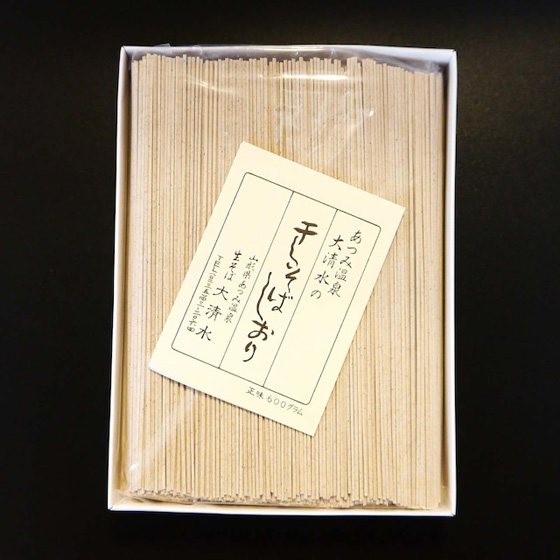 あつみ温泉
大清水の
干しそば
しおり
山形県あつみ温泉
生そば 大清水
正味600グラム